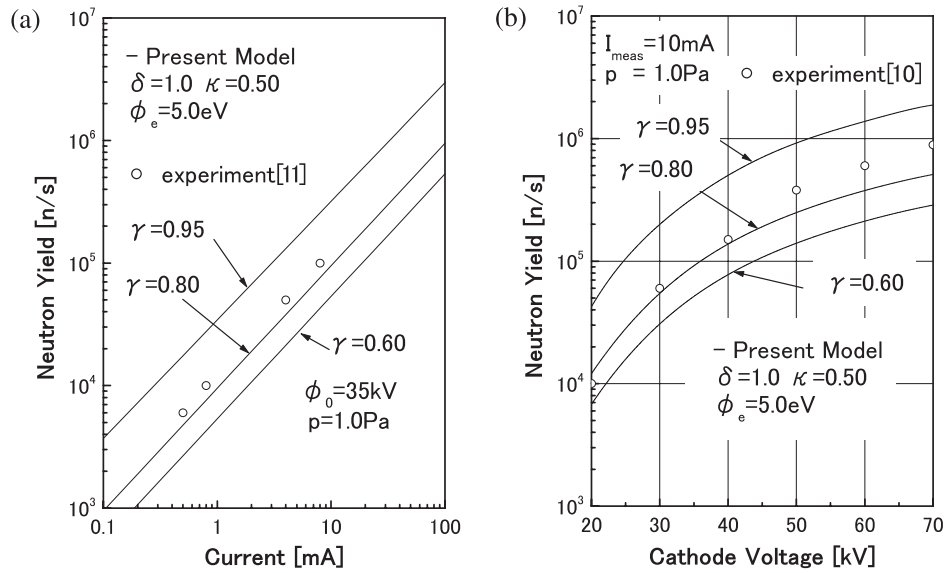 (a)
10^7
10^6
10^5
10^4
10^3
Neutron Yield [n/s]
− Present Model
δ =1.0 κ=0.50
ϕ_e=5.0eV
○ experiment[11]
γ =0.95
γ =0.80
γ =0.60
ϕ_0=35kV
p=1.0Pa
0.1 1 10 100
Current [mA]
(b)
10^7
10^6
10^5
10^4
10^3
Neutron Yield [n/s]
I_meas=10mA
p = 1.0Pa ○ experiment[10]
γ =0.95
γ =0.80
γ =0.60
− Present Model
δ =1.0 κ=0.50
ϕ_e=5.0eV
20 30 40 50 60 70
Cathode Voltage [kV]